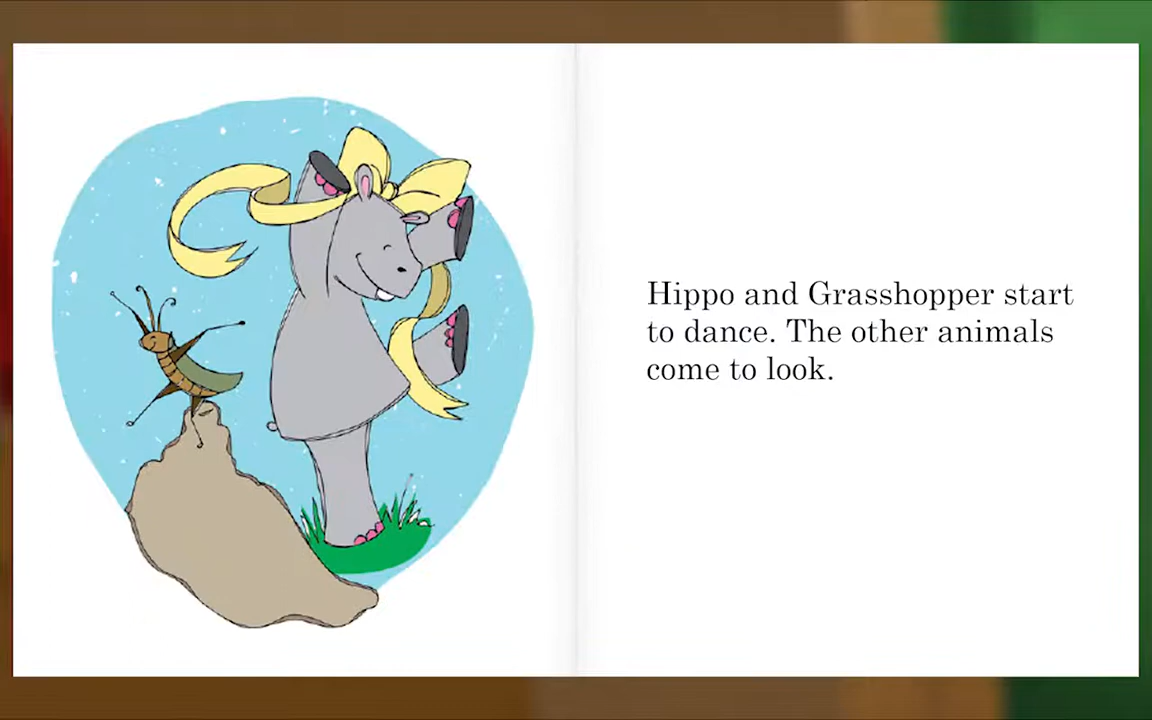 Hippo and Grasshopper start
to dance. The other animals
come to look.